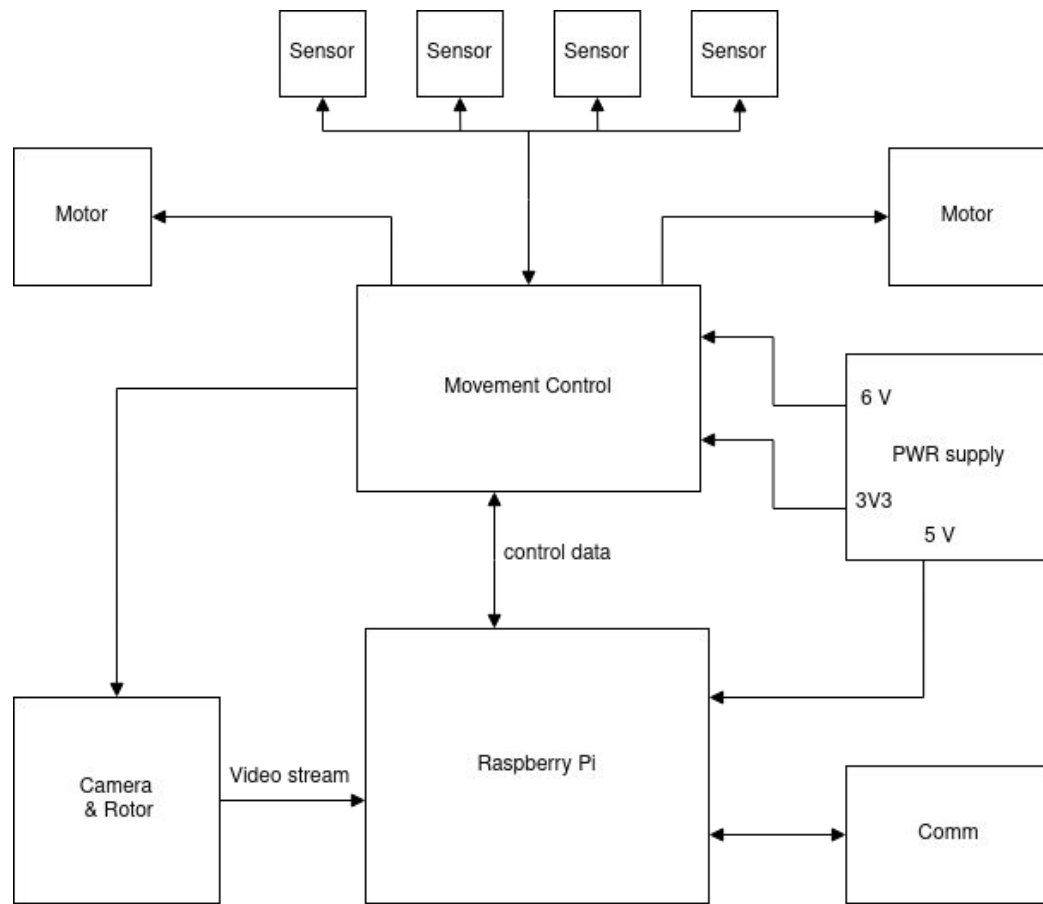 Sensor
Sensor
Sensor
Sensor
Motor
Motor
Movement Control
6 V
PWR supply
3V3
5 V
control data
Raspberry Pi
Video stream
Camera
& Rotor
Comm